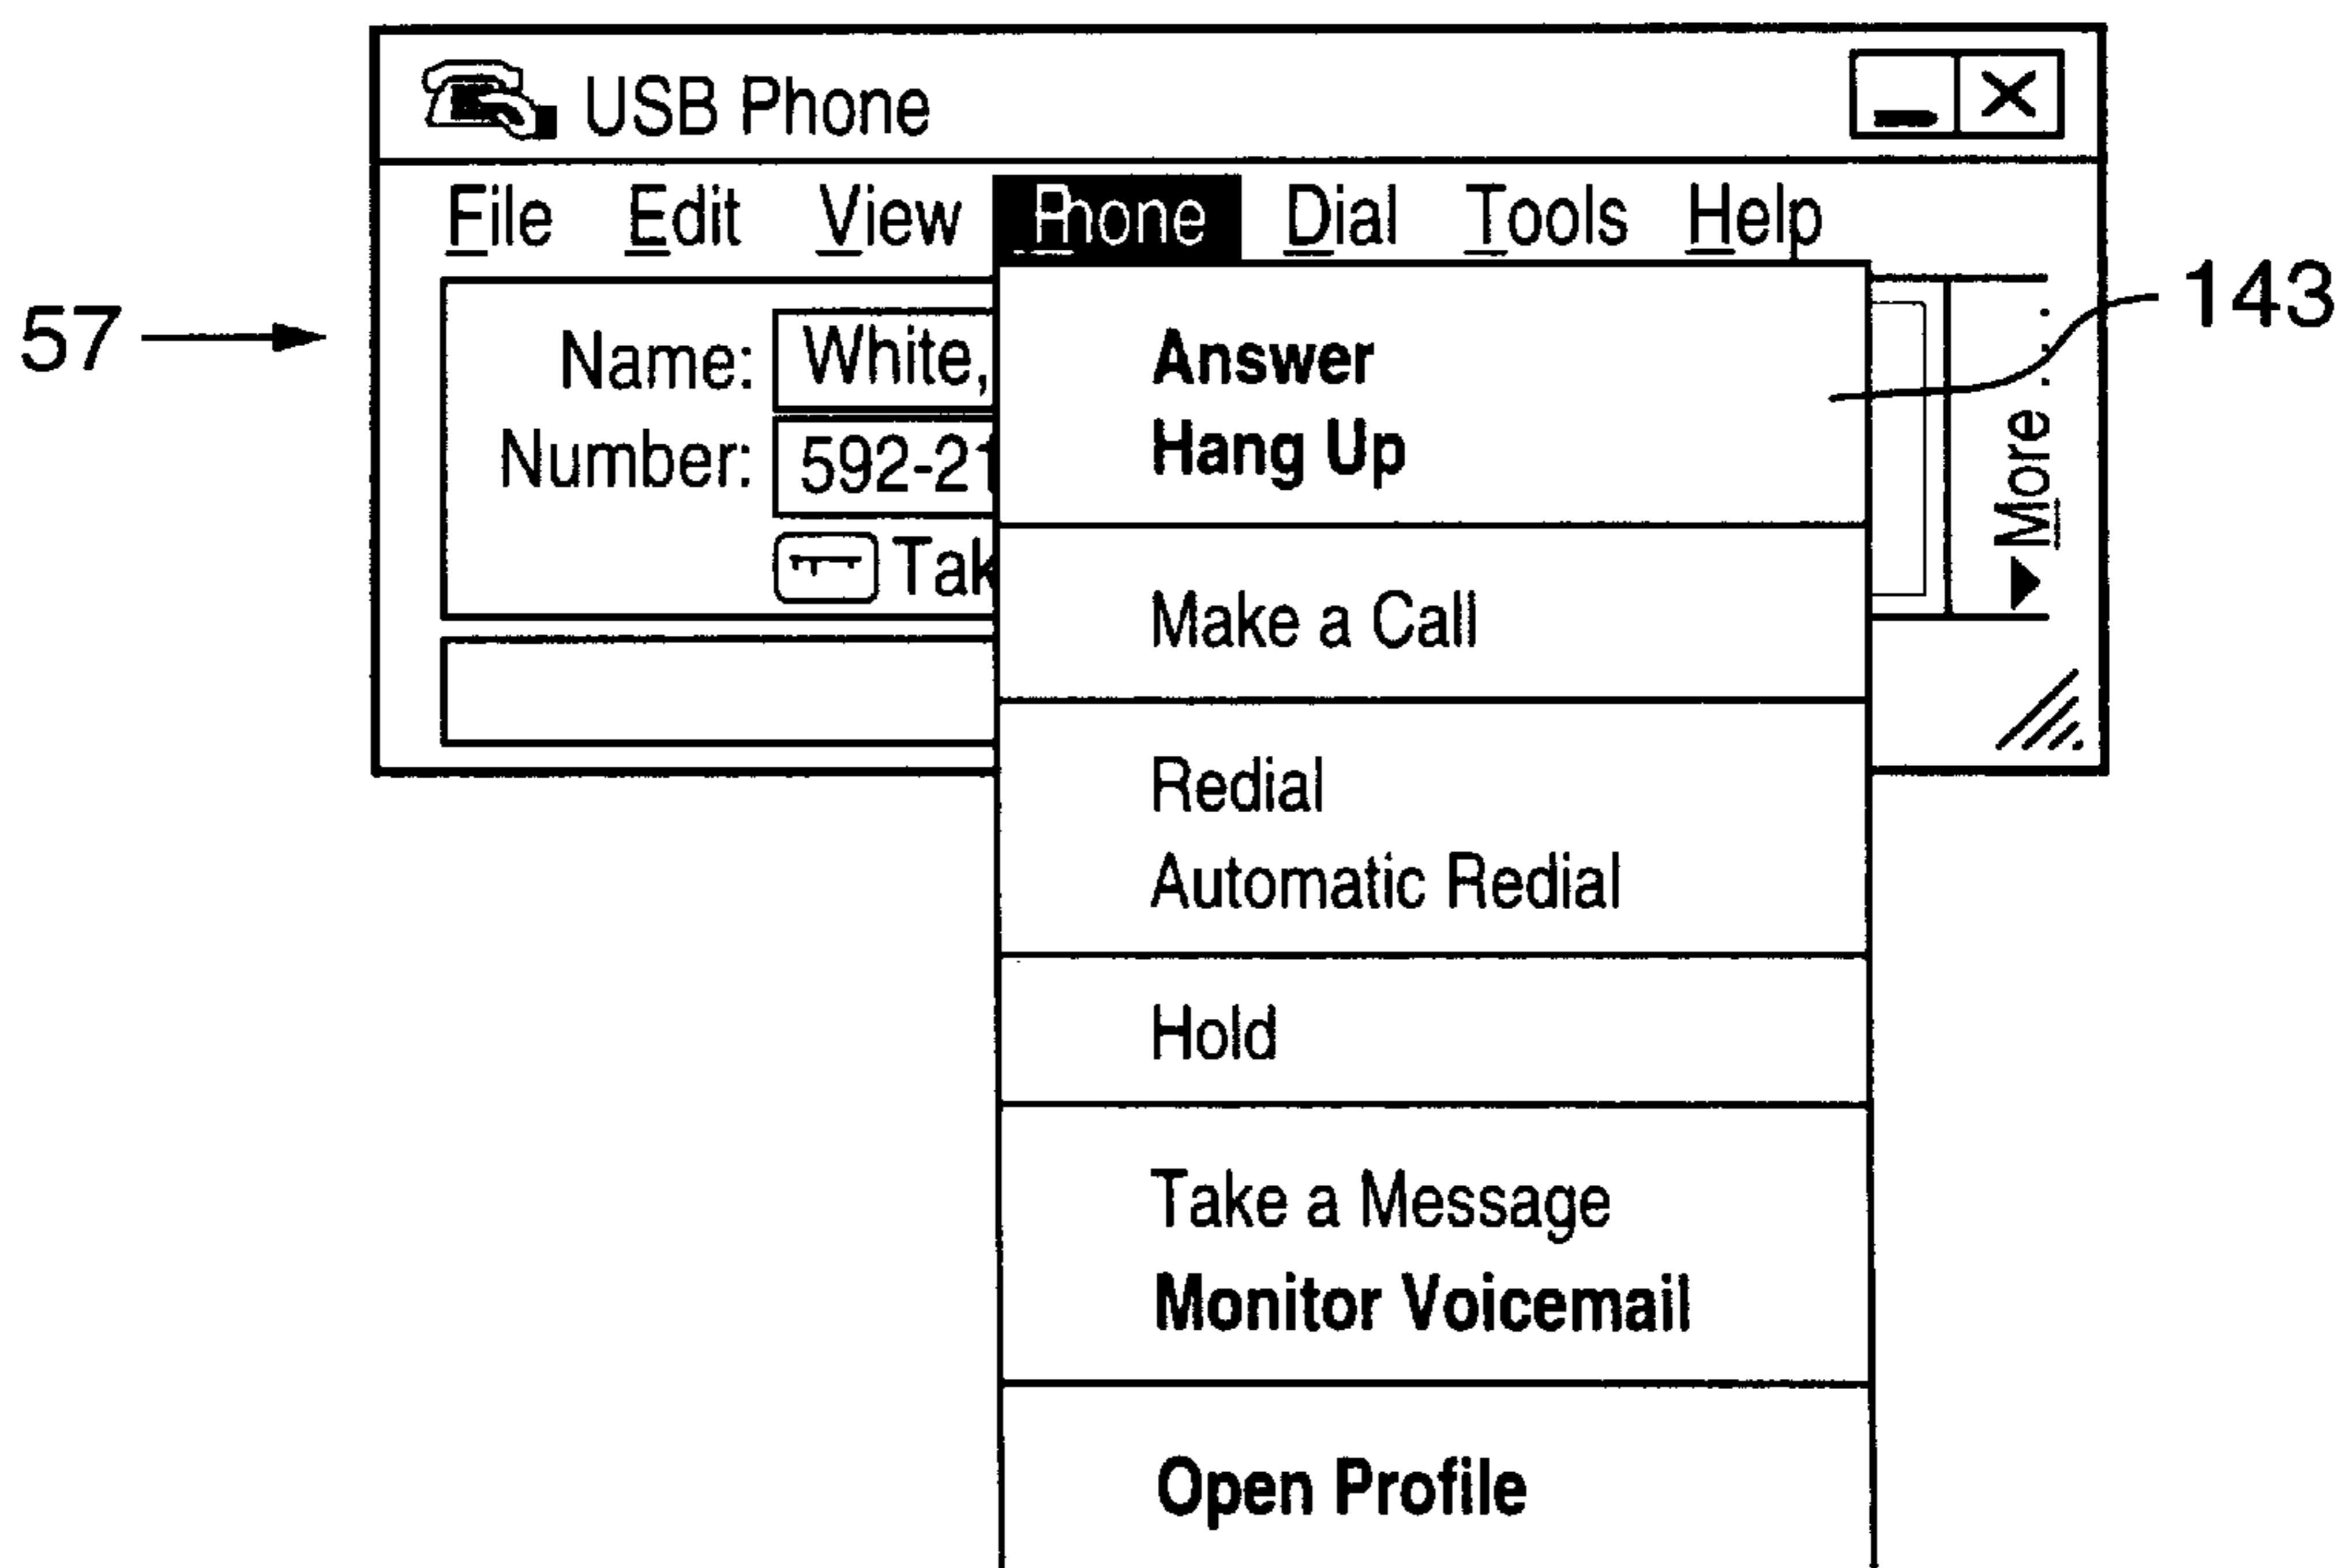 USB Phone
File Edit View Phone Dial Tools Help
57
143
Name: White,
Number: 592-21
Tak
More . . .
Answer
Hang Up
Make a Call
Redial
Automatic Redial
Hold
Take a Message
Monitor Voicemail
Open Profile